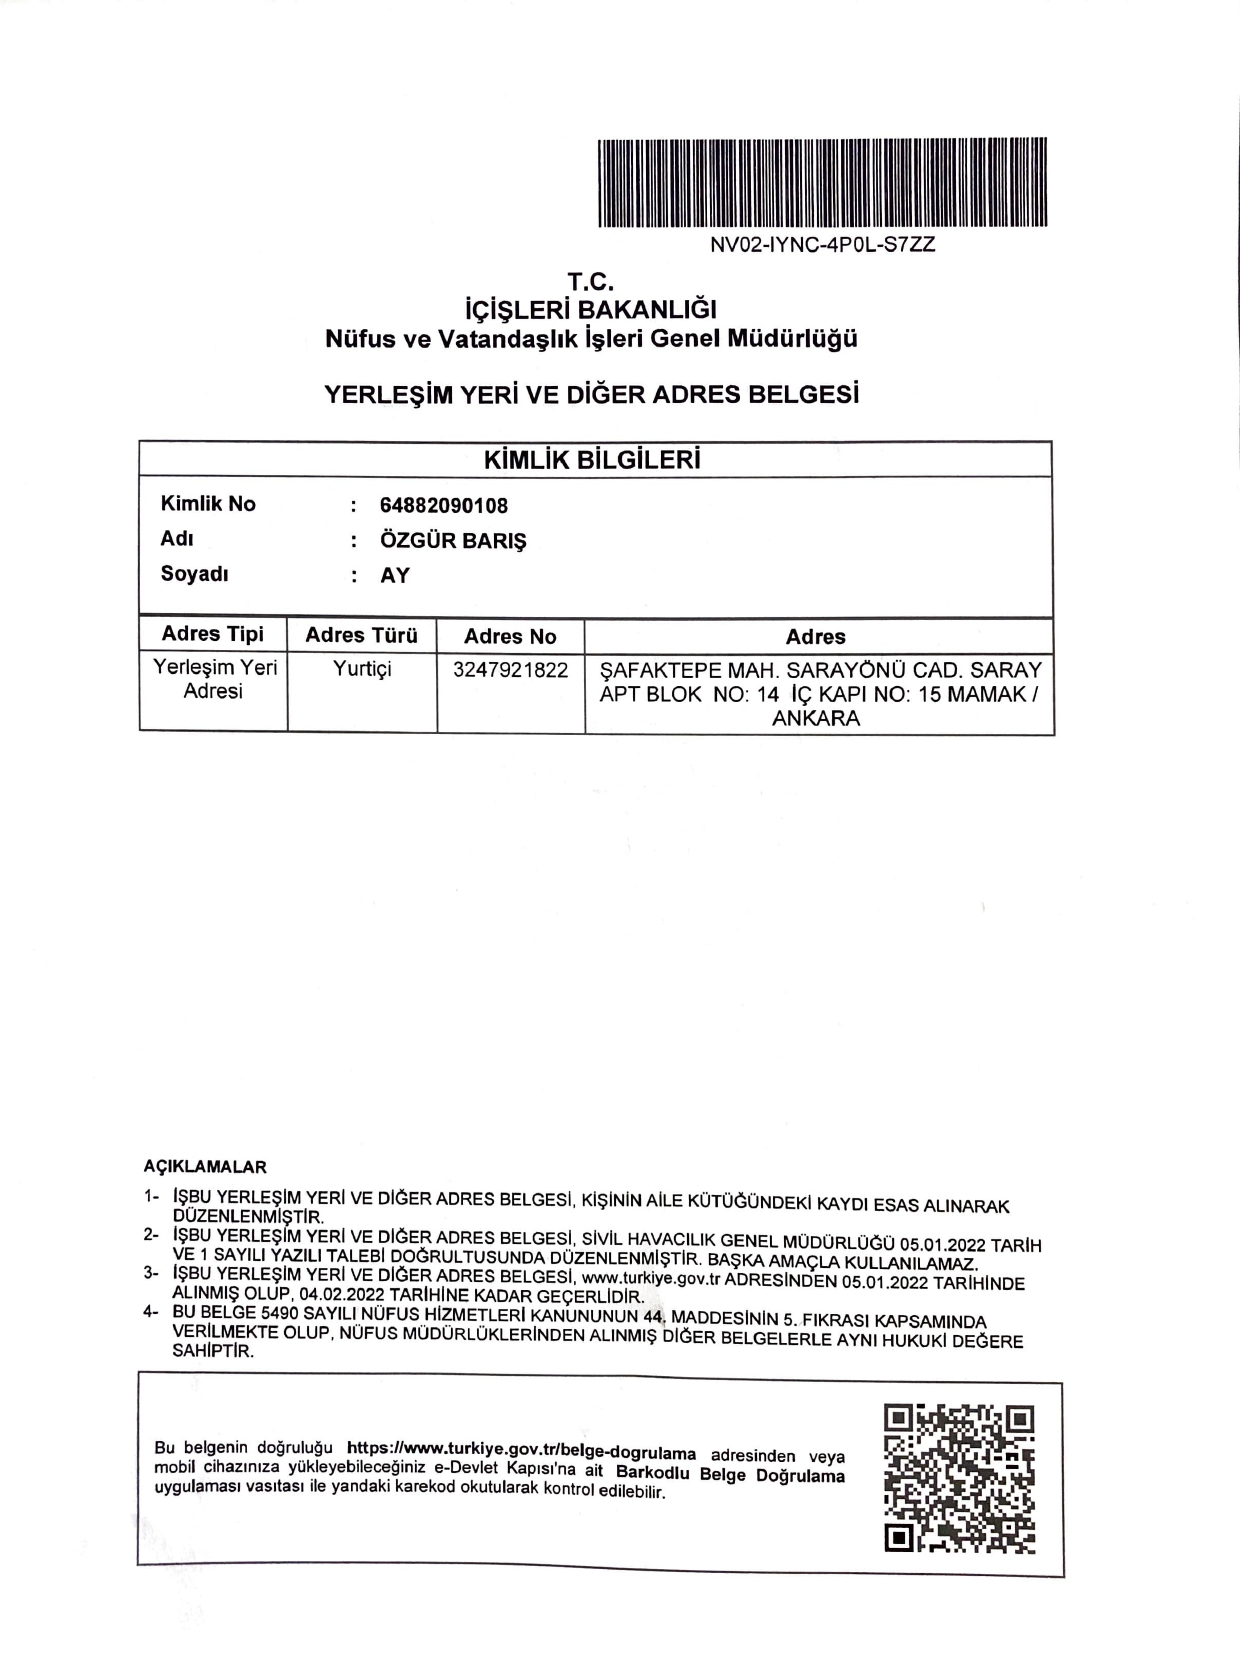 NV02-IYNC-4P0L-S7ZZ
T.C.
İÇİŞLERİ BAKANLIĞI
Nüfus ve Vatandaşlık İşleri Genel Müdürlüğü
YERLEŞİM YERİ VE DİĞER ADRES BELGESİ
KİMLİK BİLGİLERİ
Kimlik No : 64882090108
Adı : ÖZGÜR BARIŞ
Soyadı : AY
Adres Tipi Adres Türü Adres No Adres
Yerleşim Yeri Yurtiçi 3247921822 ŞAFAKTEPE MAH. SARAYÖNÜ CAD. SARAY
Adresi APT BLOK NO: 14 İÇ KAPI NO: 15 MAMAK /
ANKARA
AÇIKLAMALAR
1- İŞBU YERLEŞİM YERİ VE DİĞER ADRES BELGESİ, KİŞİNİN AİLE KÜTÜĞÜNDEKİ KAYDI ESAS ALINARAK
DÜZENLENMİŞTİR.
2- İŞBU YERLEŞİM YERİ VE DİĞER ADRES BELGESİ, SİVİL HAVACILIK GENEL MÜDÜRLÜĞÜ 05.01.2022 TARİH
VE 1 SAYILI YAZILI TALEBİ DOĞRULTUSUNDA DÜZENLENMİŞTİR. BAŞKA AMAÇLA KULLANILAMAZ.
3- İŞBU YERLEŞİM YERİ VE DİĞER ADRES BELGESİ, www.turkiye.gov.tr ADRESİNDEN 05.01.2022 TARİHİNDE
ALINMIŞ OLUP, 04.02.2022 TARİHİNE KADAR GEÇERLİDİR.
4- BU BELGE 5490 SAYILI NÜFUS HİZMETLERİ KANUNUNUN 44. MADDESİNİN 5. FIKRASI KAPSAMINDA
VERİLMEKTE OLUP, NÜFUS MÜDÜRLÜKLERİNDEN ALINMIŞ DİĞER BELGELERLE AYNI HUKUKİ DEĞERE
SAHİPTİR.
Bu belgenin doğruluğu https://www.turkiye.gov.tr/belge-dogrulama adresinden veya
mobil cihazınıza yükleyebileceğiniz e-Devlet Kapısı'na ait Barkodlu Belge Doğrulama
uygulaması vasıtası ile yandaki karekod okutularak kontrol edilebilir.